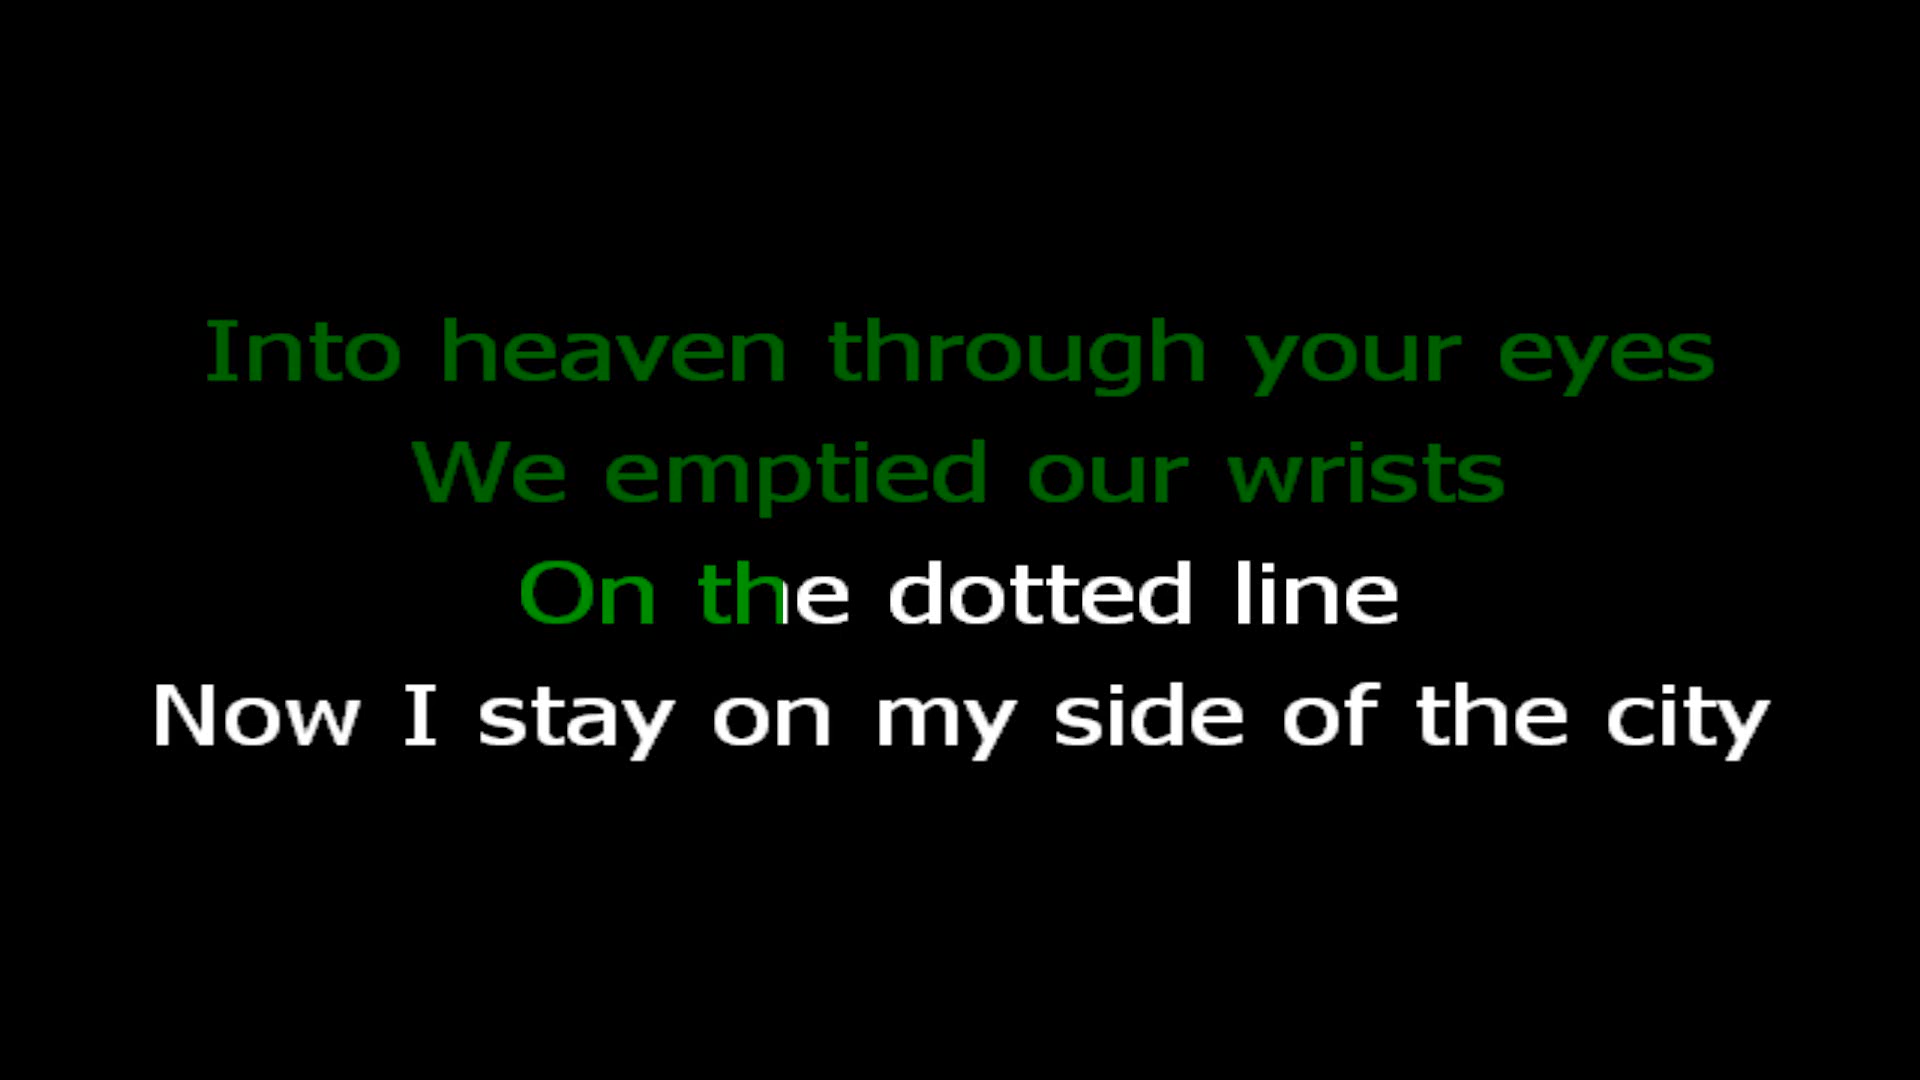 Into heaven through your eyes
We emptied our wrists
On the dotted line
Now I stay on my side of the city